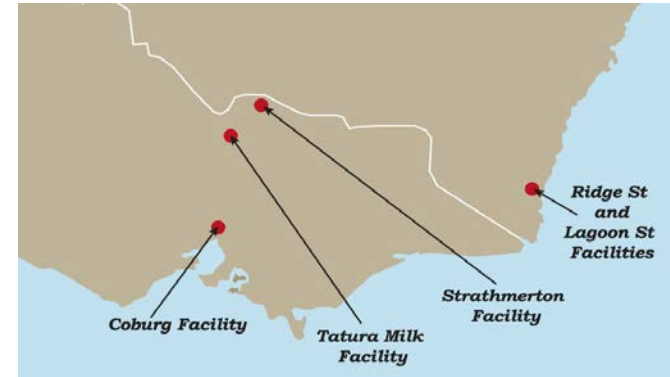 Ridge St
and
Lagoon St
Facilities
Strathmerton
Facility
Coburg Facility
Tatura Milk
Facility